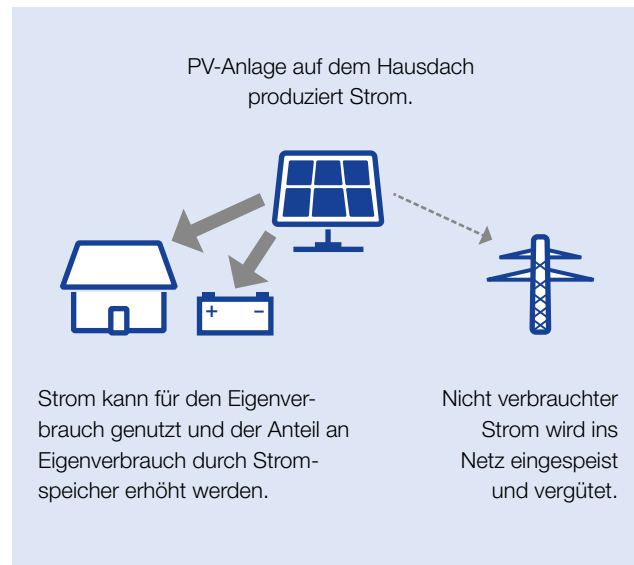 PV-Anlage auf dem Hausdach
produziert Strom.
+ –
Strom kann für den Eigenver-
brauch genutzt und der Anteil an
Eigenverbrauch durch Strom-
speicher erhöht werden.
Nicht verbrauchter
Strom wird ins
Netz eingespeist
und vergütet.